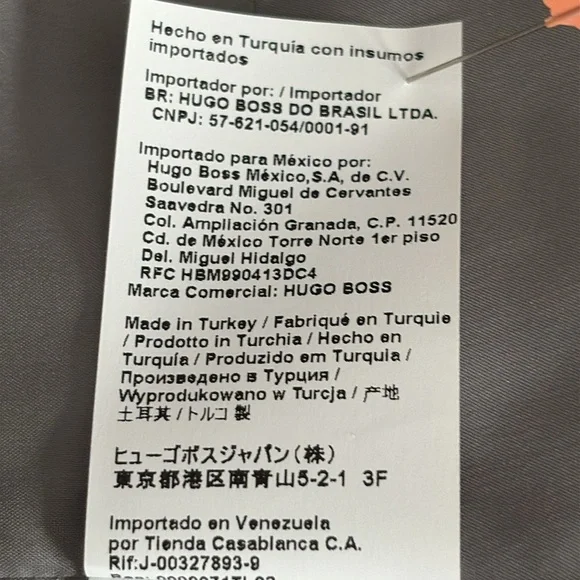 Hecho en Turquía con insumos
importados
Importador por: / Importador
BR: HUGO BOSS DO BRASIL LTDA.
CNPJ: 57-621-054/0001-91
Importado para México por:
Hugo Boss México,S.A, de C.V.
Boulevard Miguel de Cervantes
Saavedra No. 301
Col. Ampliación Granada, C.P. 11520
Cd. de México Torre Norte 1er piso
Del. Miguel Hidalgo
RFC HBM990413DC4
Marca Comercial: HUGO BOSS
Made in Turkey / Fabriqué en Turquie
/ Prodotto in Turchia / Hecho en
Turquía / Produzido em Turquia /
Произведено в Турция /
Wyprodukowano w Turcja / 产地
土耳其 / トルコ 製
ヒューゴボスジャパン(株)
東京都港区南青山5-2-1 3F
Importado en Venezuela
por Tienda Casablanca C.A.
Rif:J-00327893-9